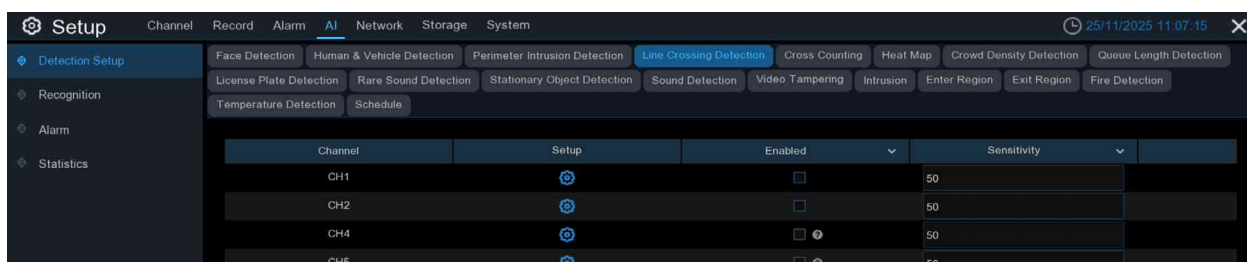 Setup Channel Record Alarm AI Network Storage System 25/11/2025 11:07:15
Detection Setup
Recognition
Alarm
Statistics
Face Detection Human & Vehicle Detection Perimeter Intrusion Detection Line Crossing Detection Cross Counting Heat Map Crowd Density Detection Queue Length Detection
License Plate Detection Rare Sound Detection Stationary Object Detection Sound Detection Video Tampering Intrusion Enter Region Exit Region Fire Detection
Temperature Detection Schedule
Channel Setup Enabled Sensitivity
CH1 50
CH2 50
CH4 ? 50
CH5 ? 50